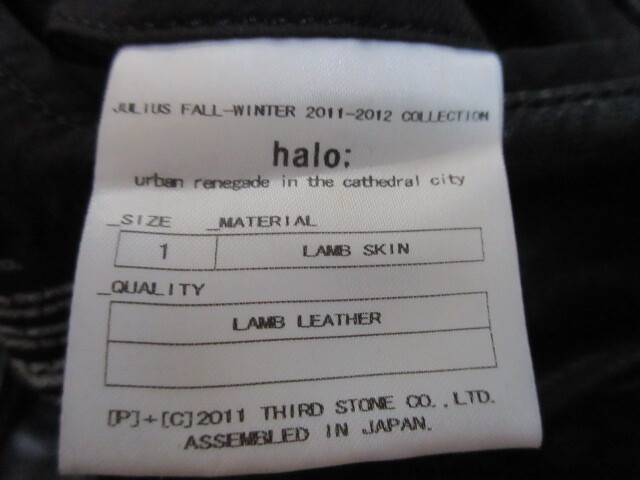 JULIUS FALL-WINTER 2011-2012 COLLECTION
halo;
urban renegade in the cathedral city
_SIZE _MATERIAL
1 LAMB SKIN
_QUALITY
LAMB LEATHER
[P]+[C]2011 THIRD STONE CO.,LTD.
ASSEMBLED IN JAPAN.